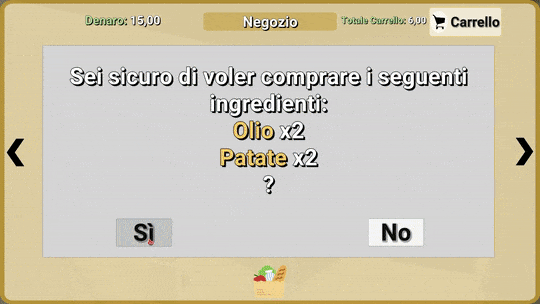 Denaro: 15,00
Negozio
Totale Carrello: 6,00
Carrello
Sei sicuro di voler comprare i seguenti
ingredienti:
Olio x2
Patate x2
?
Sì
No